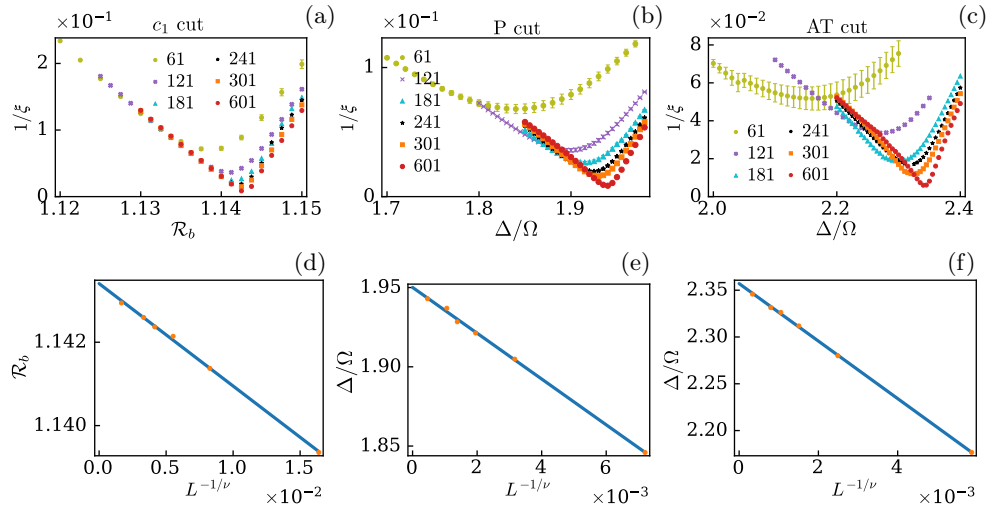 ×10⁻¹ c₁ cut (a)
2
1
0
1/ξ
61 241
121 301
181 601
1.12 1.13 1.14 1.15
R_b
×10⁻¹ P cut (b)
1
0
1/ξ
61
121
181
241
301
601
1.7 1.8 1.9
Δ/Ω
×10⁻² AT cut (c)
8
6
4
2
0
1/ξ
61 241
121 301
181 601
2.0 2.2 2.4
Δ/Ω
(d)
1.142
1.140
R_b
0.0 0.5 1.0 1.5
L^{-1/ν} ×10⁻²
(e)
1.95
1.90
1.85
Δ/Ω
0 2 4 6
L^{-1/ν} ×10⁻³
(f)
2.35
2.30
2.25
2.20
Δ/Ω
0 2 4
L^{-1/ν} ×10⁻³